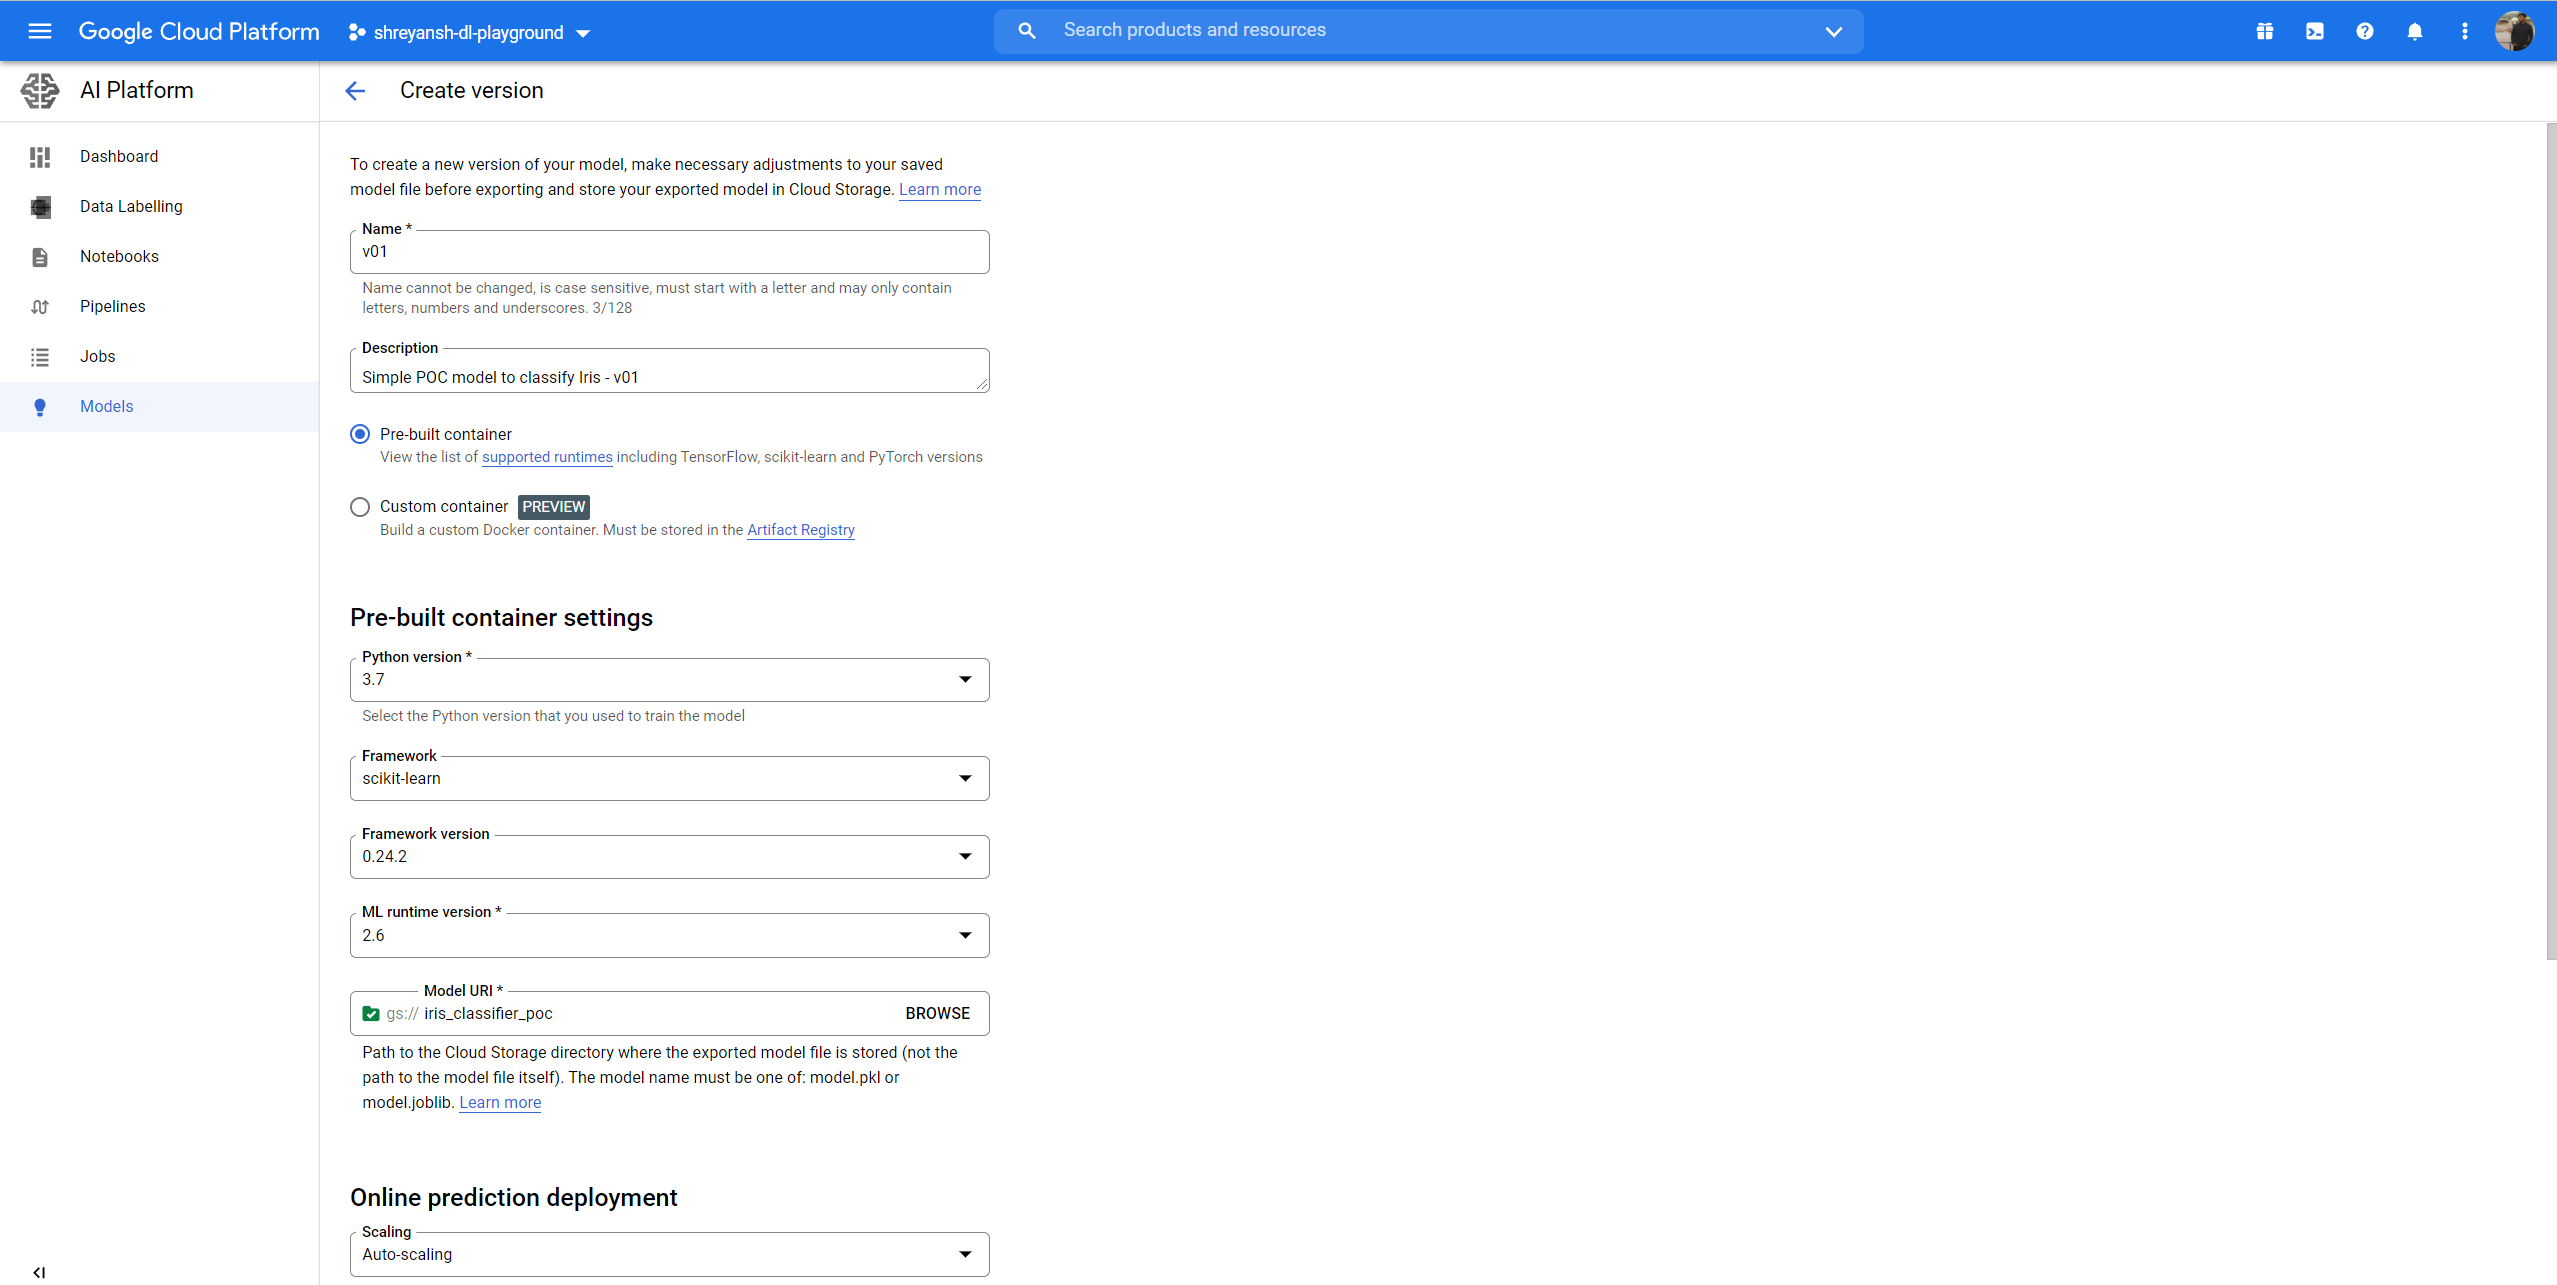 Google Cloud Platform
shreyansh-dl-playground
Search products and resources
AI Platform
Create version
Dashboard
Data Labelling
Notebooks
Pipelines
Jobs
Models
To create a new version of your model, make necessary adjustments to your saved
model file before exporting and store your exported model in Cloud Storage. Learn more
Name *
v01
Name cannot be changed, is case sensitive, must start with a letter and may only contain
letters, numbers and underscores. 3/128
Description
Simple POC model to classify Iris - v01
Pre-built container
View the list of supported runtimes including TensorFlow, scikit-learn and PyTorch versions
Custom container PREVIEW
Build a custom Docker container. Must be stored in the Artifact Registry
Pre-built container settings
Python version *
3.7
Select the Python version that you used to train the model
Framework
scikit-learn
Framework version
0.24.2
ML runtime version *
2.6
Model URI *
gs:// iris_classifier_poc BROWSE
Path to the Cloud Storage directory where the exported model file is stored (not the
path to the model file itself). The model name must be one of: model.pkl or
model.joblib. Learn more
Online prediction deployment
Scaling
Auto-scaling